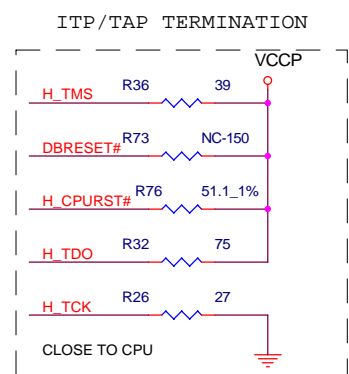 ITP/TAP TERMINATION
VCCP
H_TMS R36 39
DBRESET# R73 NC-150
H_CPURST# R76 51.1_1%
H_TDO R32 75
H_TCK R26 27
CLOSE TO CPU